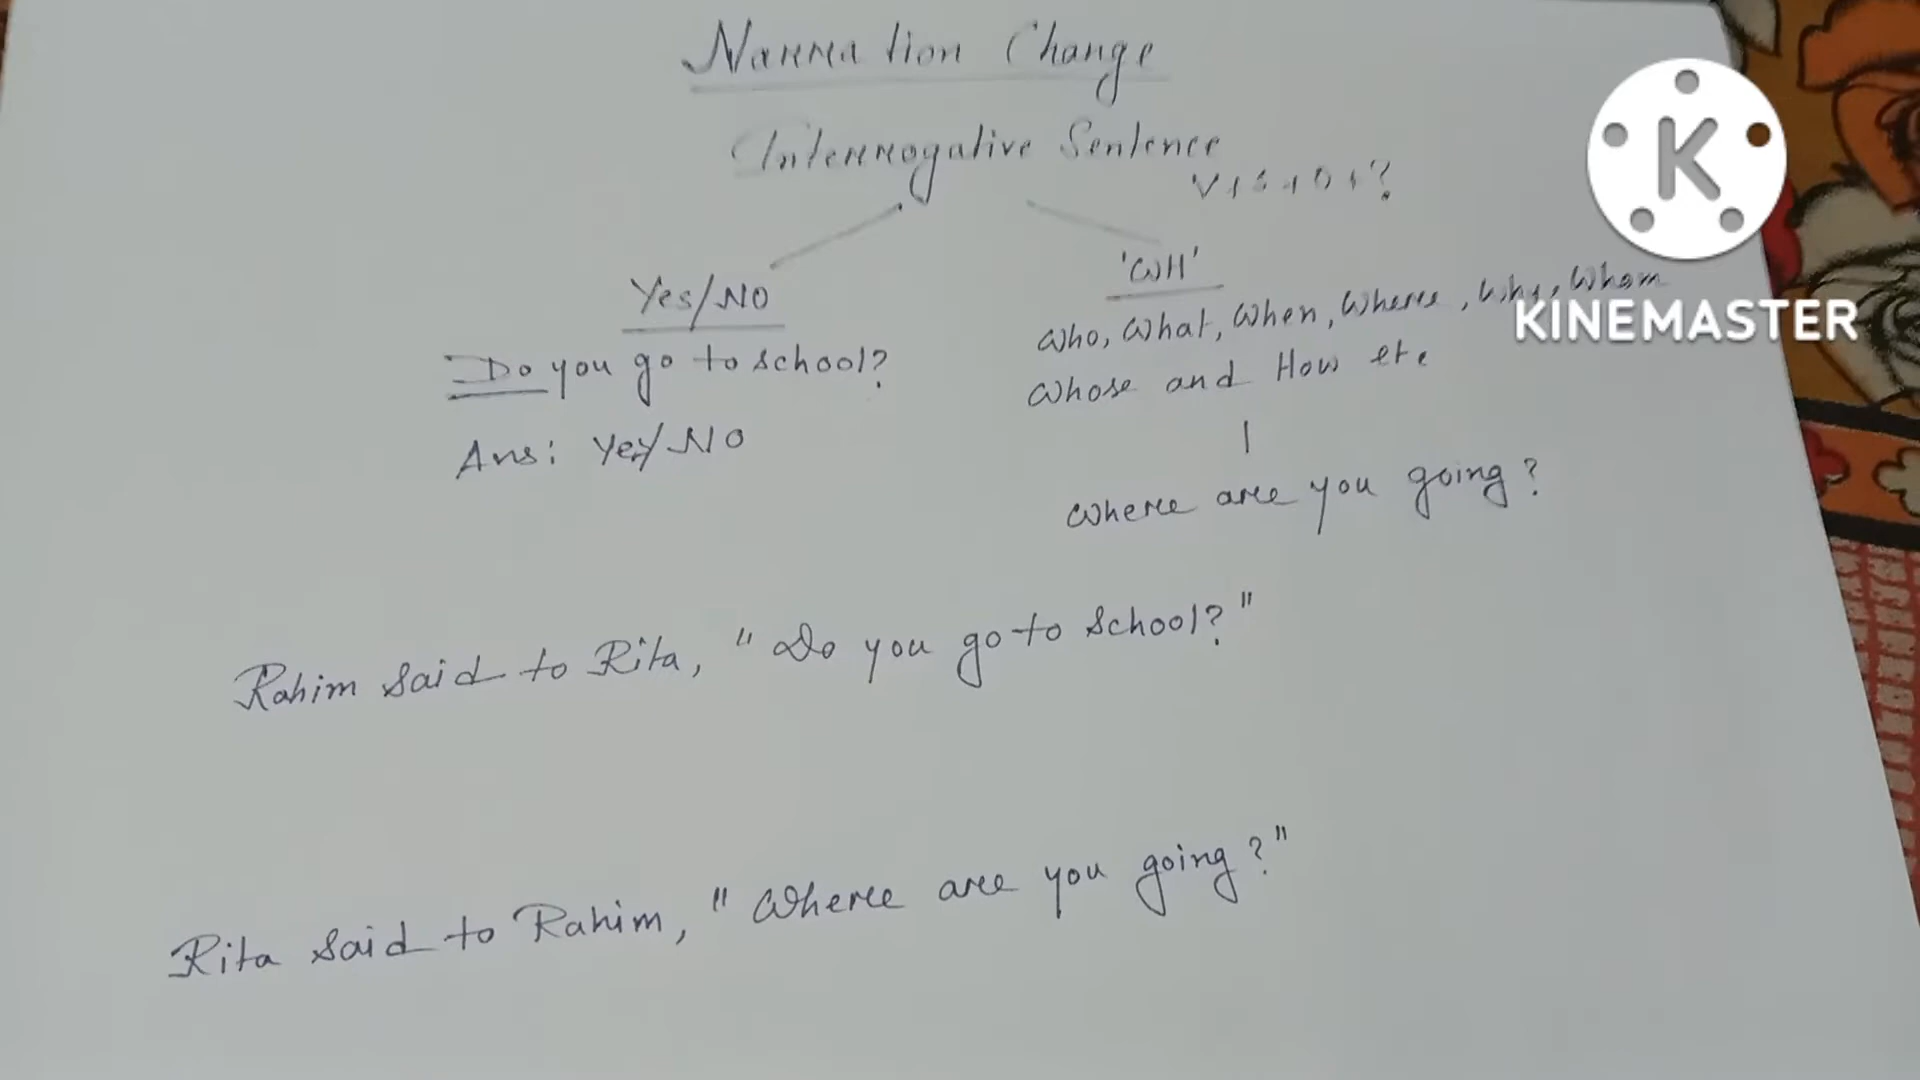 Narration Change
Interrogative Sentence
V+S+O+?
Yes/NO
'WH'
Do you go to school?
Who, What, When, Where, Why, Whom
Whose and How etc
Ans: Yes/NO
Where are you going?
Rahim Said to Rita, "Do you go to School?"
Rita Said to Rahim, "Where are you going?"
K
KINEMASTER